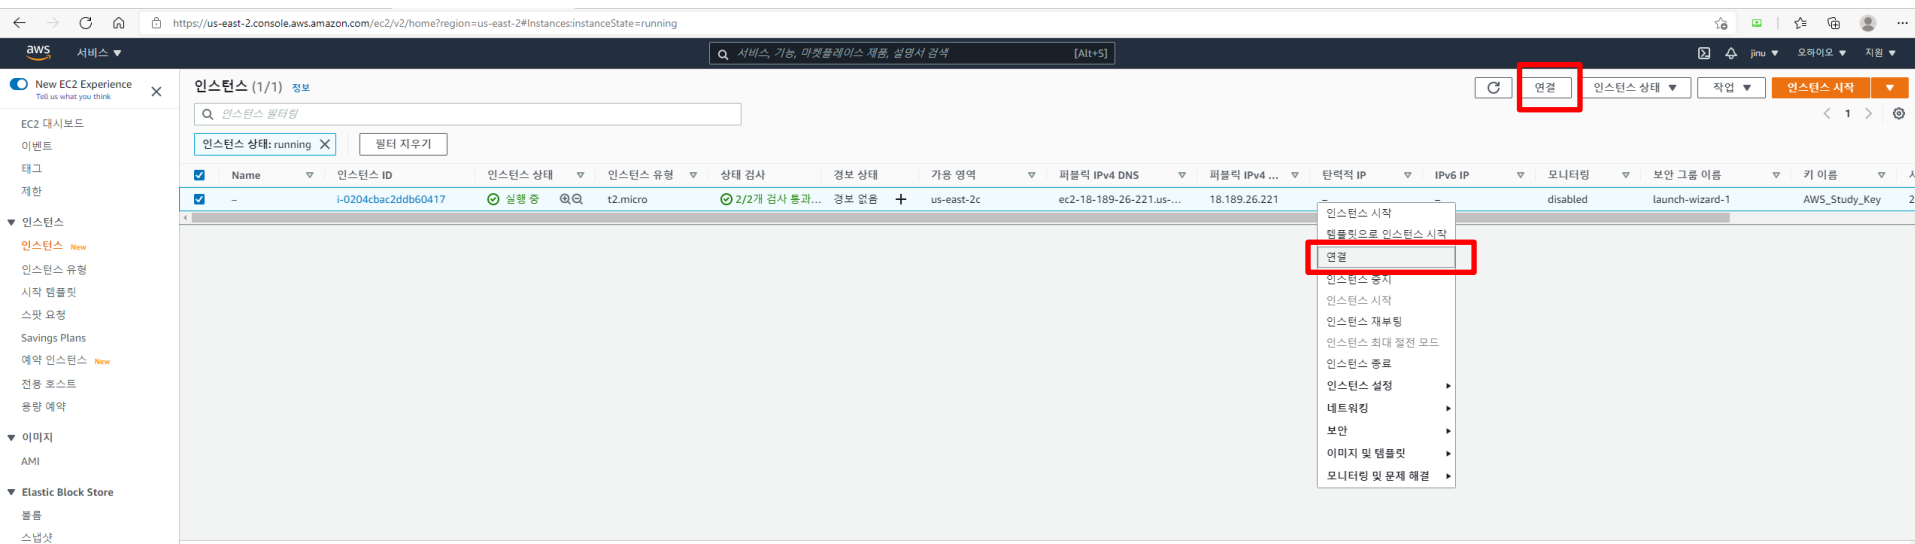 https://us-east-2.console.aws.amazon.com/ec2/v2/home?region=us-east-2#Instances:instanceState=running
aws 서비스 ▼ 서비스, 기능, 마켓플레이스 제품, 설명서 검색 [Alt+S] jinu ▼ 오하이오 ▼ 지원 ▼
New EC2 Experience
Tell us what you think
인스턴스 (1/1) 정보 연결 인스턴스 상태 ▼ 작업 ▼ 인스턴스 시작 ▼
인스턴스 필터링
< 1 >
인스턴스 상태: running 필터 지우기
Name 인스턴스 ID 인스턴스 상태 인스턴스 유형 상태 검사 경보 상태 가용 영역 퍼블릭 IPv4 DNS 퍼블릭 IPv4 ... 탄력적 IP IPv6 IP 모니터링 보안 그룹 이름 키 이름
– i-0204cbac2ddb60417 실행 중 t2.micro 2/2개 검사 통과... 경보 없음 + us-east-2c ec2-18-189-26-221.us-... 18.189.26.221 – – disabled launch-wizard-1 AWS_Study_Key 2
EC2 대시보드
이벤트
태그
제한
인스턴스
인스턴스 New
인스턴스 유형
시작 템플릿
스팟 요청
Savings Plans
예약 인스턴스 New
전용 호스트
용량 예약
이미지
AMI
Elastic Block Store
볼륨
스냅샷
인스턴스 시작
템플릿으로 인스턴스 시작
연결
인스턴스 중지
인스턴스 시작
인스턴스 재부팅
인스턴스 최대 절전 모드
인스턴스 종료
인스턴스 설정
네트워킹
보안
이미지 및 템플릿
모니터링 및 문제 해결